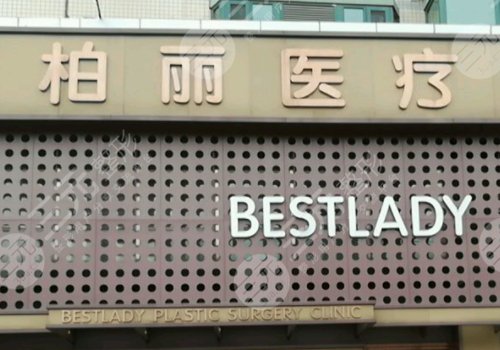 柏丽医疗
BESTLADY
BESTLADY PLASTIC SURGERY CLINIC